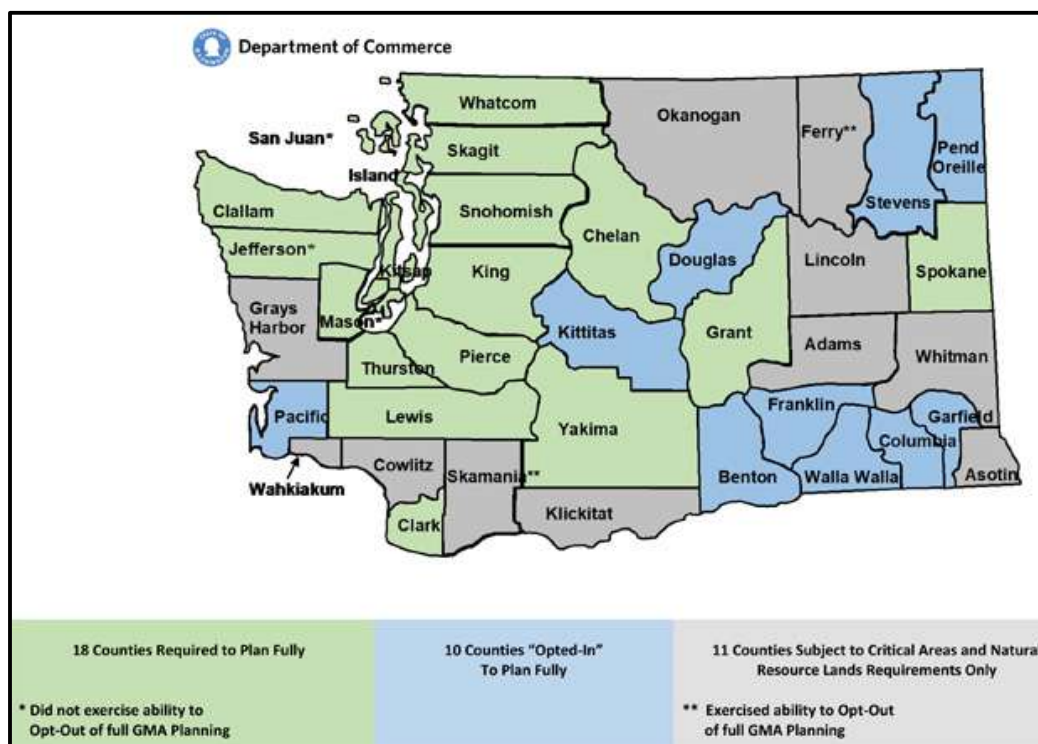 Department of Commerce
Whatcom
Okanogan
Ferry**
San Juan*
Skagit
Pend
Oreille
Island
Stevens
Clallam
Snohomish
Chelan
Jefferson*
Douglas
Kitsap
King
Lincoln
Spokane
Grays
Harbor
Mason*
Kittitas
Grant
Adams
Whitman
Thurston
Pierce
Pacific
Lewis
Yakima
Franklin
Garfield
Columbia
Cowlitz
Skamania**
Benton
Walla Walla
Asotin
Wahkiakum
Klickitat
Clark
18 Counties Required to Plan Fully
* Did not exercise ability to
Opt-Out of full GMA Planning
10 Counties “Opted-In”
To Plan Fully
11 Counties Subject to Critical Areas and Natura
Resource Lands Requirements Only
** Exercised ability to Opt-Out
of full GMA Planning